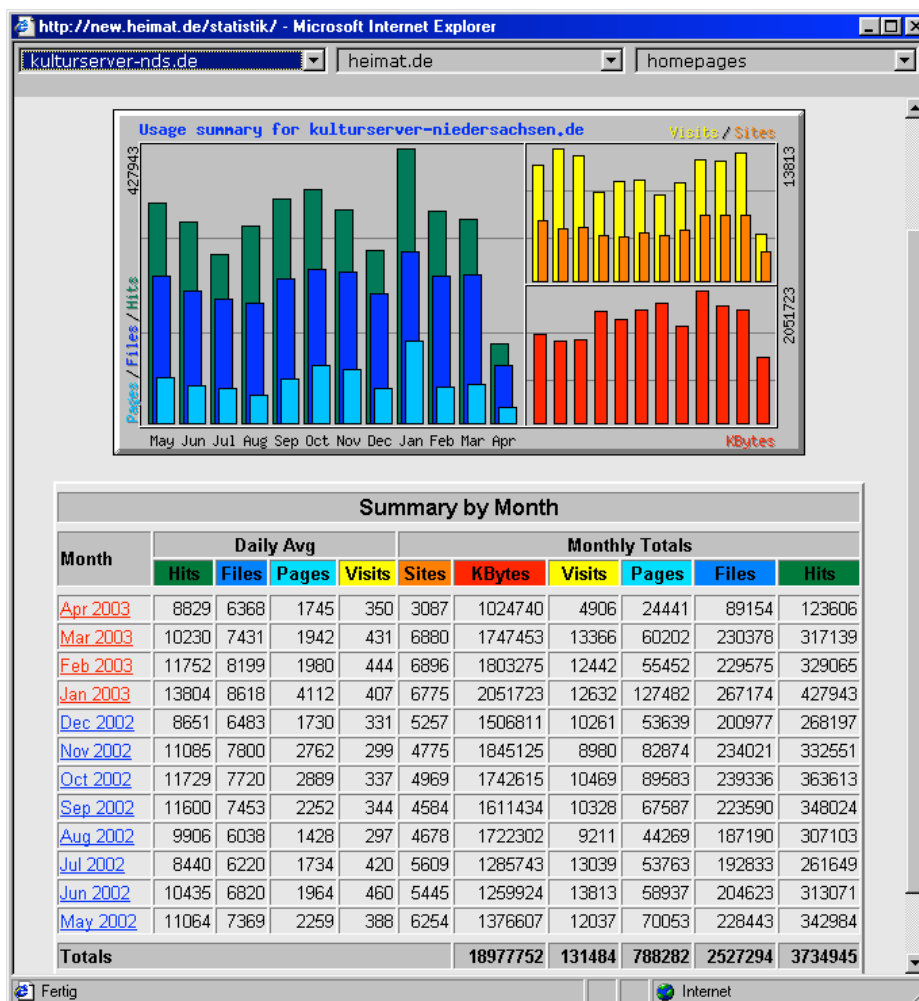 http://new.heimat.de/statistik/ - Microsoft Internet Explorer
kulturserver-nds.de heimat.de homepages
Usage summary for kulturserver-niedersachsen.de Visits / Sites
427943 13813
Pages / Files / Hits 2051723
May Jun Jul Aug Sep Oct Nov Dec Jan Feb Mar Apr KBytes
Summary by Month
Month Daily Avg Monthly Totals
Hits Files Pages Visits Sites KBytes Visits Pages Files Hits
Apr 2003 8829 6368 1745 350 3087 1024740 4906 24441 89154 123606
Mar 2003 10230 7431 1942 431 6880 1747453 13366 60202 230378 317139
Feb 2003 11752 8199 1980 444 6896 1803275 12442 55452 229575 329065
Jan 2003 13804 8618 4112 407 6775 2051723 12632 127482 267174 427943
Dec 2002 8651 6483 1730 331 5257 1506811 10261 53639 200977 268197
Nov 2002 11085 7800 2762 299 4775 1845125 8980 82874 234021 332551
Oct 2002 11729 7720 2889 337 4969 1742615 10469 89583 239336 363613
Sep 2002 11600 7453 2252 344 4584 1611434 10328 67587 223590 348024
Aug 2002 9906 6038 1428 297 4678 1722302 9211 44269 187190 307103
Jul 2002 8440 6220 1734 420 5609 1285743 13039 53763 192833 261649
Jun 2002 10435 6820 1964 460 5445 1259924 13813 58937 204623 313071
May 2002 11064 7369 2259 388 6254 1376607 12037 70053 228443 342984
Totals 18977752 131484 788282 2527294 3734945
Fertig Internet